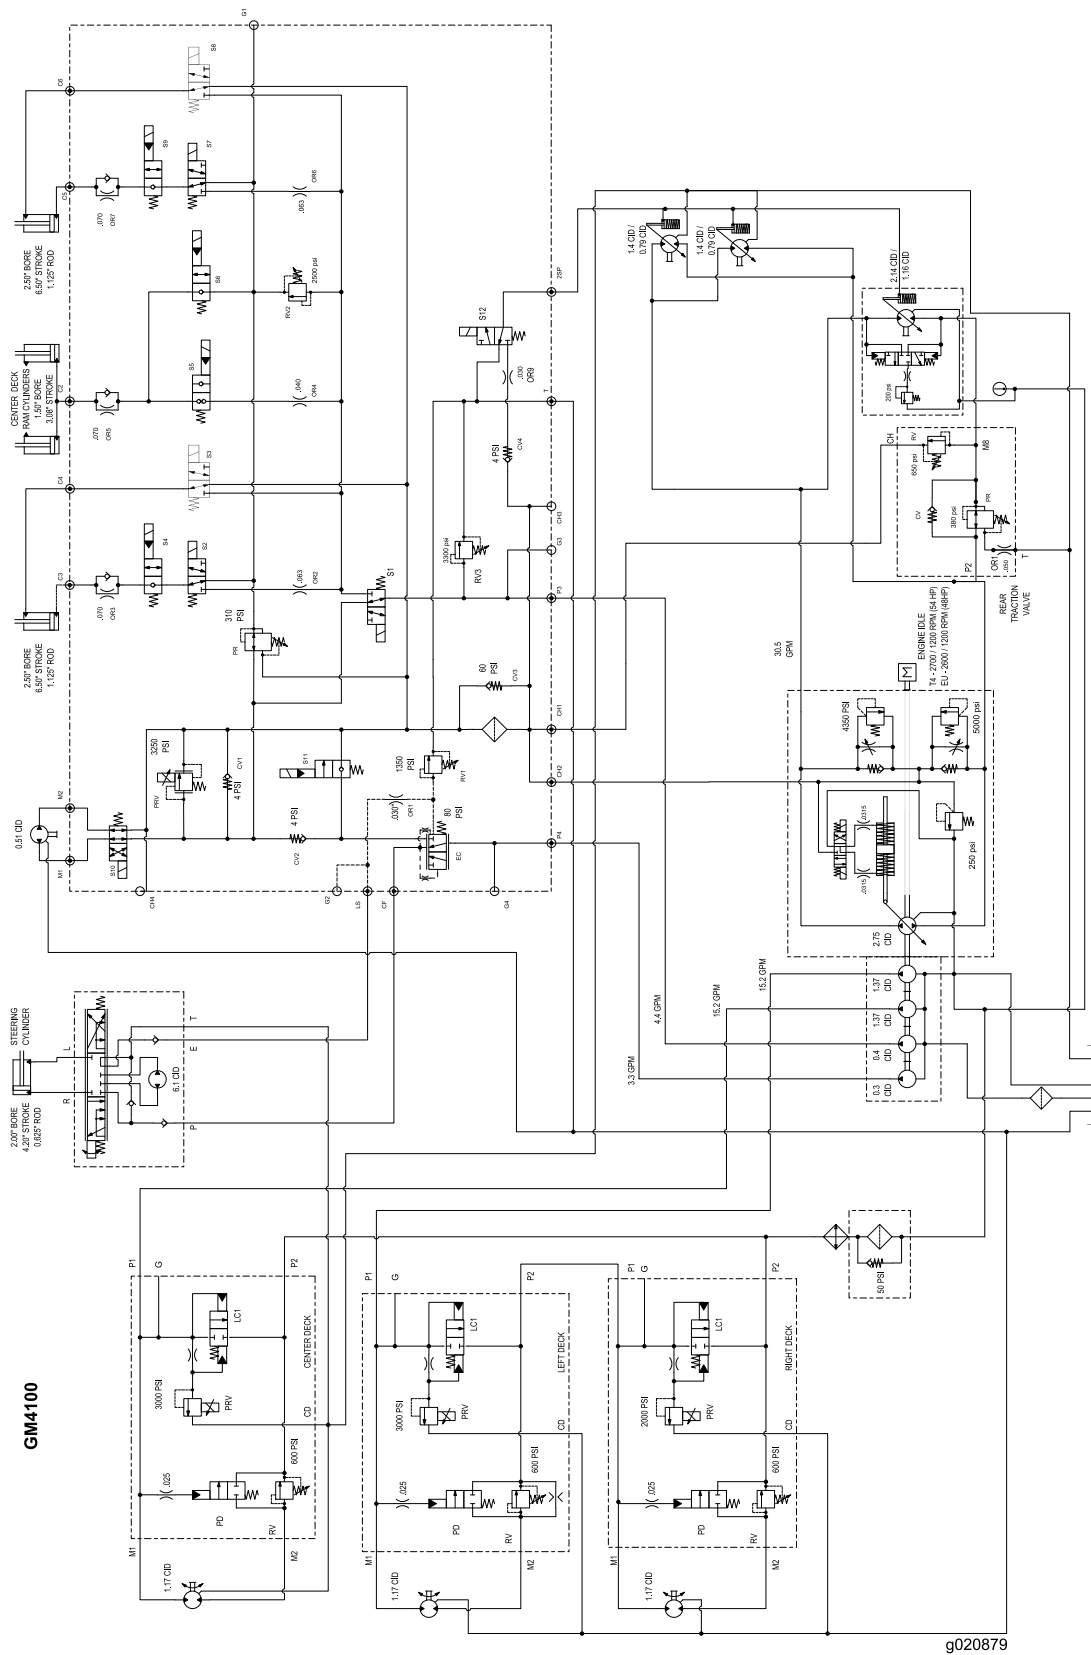 G1
C6
S8
S9
S7
C5
.070
OR7
OR6
.063
2.50" BORE
6.50" STROKE
1.125" ROD
S6
2500 psi
RV2
S12
2SP
1.4 CID /
0.79 CID
1.4 CID /
0.79 CID
2.14 CID /
1.16 CID
200 psi
CENTER DECK
RAM CYLINDERS
1.50" BORE
3.08" STROKE
C2
.070
OR5
S5
.040
OR4
.030
OR9
T
4 PSI
CV4
C4
S3
CH3
G3
3300 psi
RV3
CH
RV
650 psi
M8
CV
380 psi
PR
OR1
.050
P2
T
REAR
TRACTION
VALVE
C3
.070
OR3
S4
S2
.063
OR2
S1
P3
2.50" BORE
6.50" STROKE
1.125" ROD
310
PSI
PR
60
PSI
CV3
30.5
GPM
ENGINE IDLE
T4 - 2700 / 1200 RPM (54HP)
EU - 2600 / 1200 RPM (48HP)
M
CH1
3250
PSI
PRV
CV1
4 PSI
S11
1350
PSI
RV1
CH2
4350 PSI
5000 psi
0.51 CID
M2
M1
S10
4 PSI
CV2
.030"
OR1
80
PSI
EC
P4
.0315
.0315
250 psi
CH4
G2
LS
CF
G4
2.75
CID
15.2 GPM
15.2 GPM
4.4 GPM
3.3 GPM
1.37
CID
1.37
CID
0.4
CID
0.3
CID
STEERING
CYLINDER
L
R
T
E
P
6.1 CID
2.00" BORE
4.20" STROKE
0.625" ROD
50 PSI
GM4100
P1
G
P2
3000 PSI
LC1
PRV
CENTER DECK
CD
.025
600 PSI
PD
RV
M1
M2
1.17 CID
P1
G
P2
3000 PSI
LC1
PRV
LEFT DECK
CD
.025
600 PSI
PD
RV
M1
M2
1.17 CID
P1
G
P2
2000 PSI
LC1
PRV
RIGHT DECK
CD
.025
600 PSI
PD
RV
M1
M2
1.17 CID
g020879